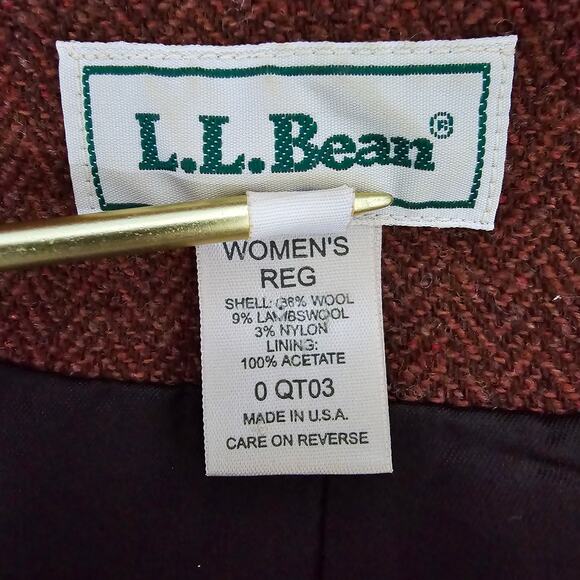 L.L.Bean®
WOMEN'S
REG
SHELL: 88% WOOL
9% LAMBSWOOL
3% NYLON
LINING:
100% ACETATE
0 QT03
MADE IN U.S.A.
CARE ON REVERSE